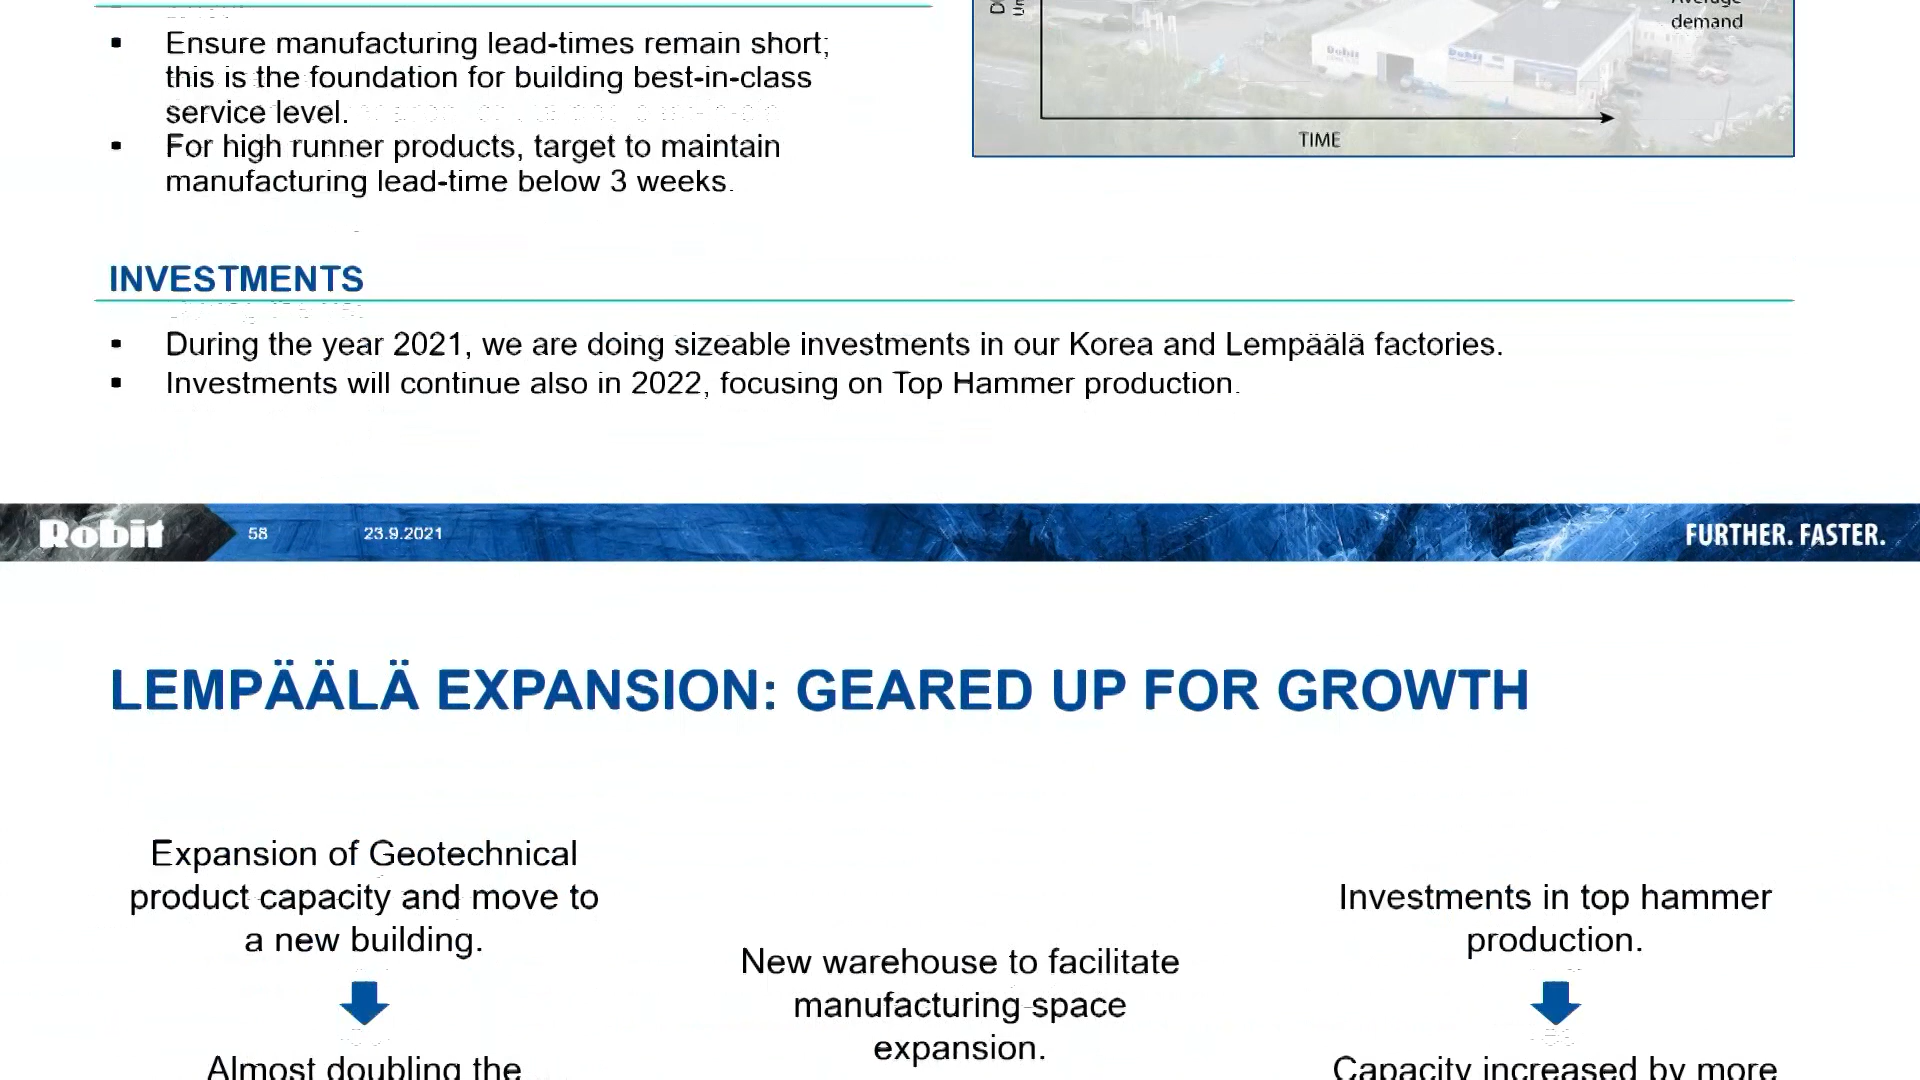 Ensure manufacturing lead-times remain short;
this is the foundation for building best-in-class
service level.
For high runner products, target to maintain
manufacturing lead-time below 3 weeks.
demand
TIME
INVESTMENTS
During the year 2021, we are doing sizeable investments in our Korea and Lempäälä factories.
Investments will continue also in 2022, focusing on Top Hammer production.
Robit
58
23.9.2021
FURTHER. FASTER.
LEMPÄÄLÄ EXPANSION: GEARED UP FOR GROWTH
Expansion of Geotechnical
product capacity and move to
a new building.
Almost doubling the
New warehouse to facilitate
manufacturing space
expansion.
Investments in top hammer
production.
Capacity increased by more